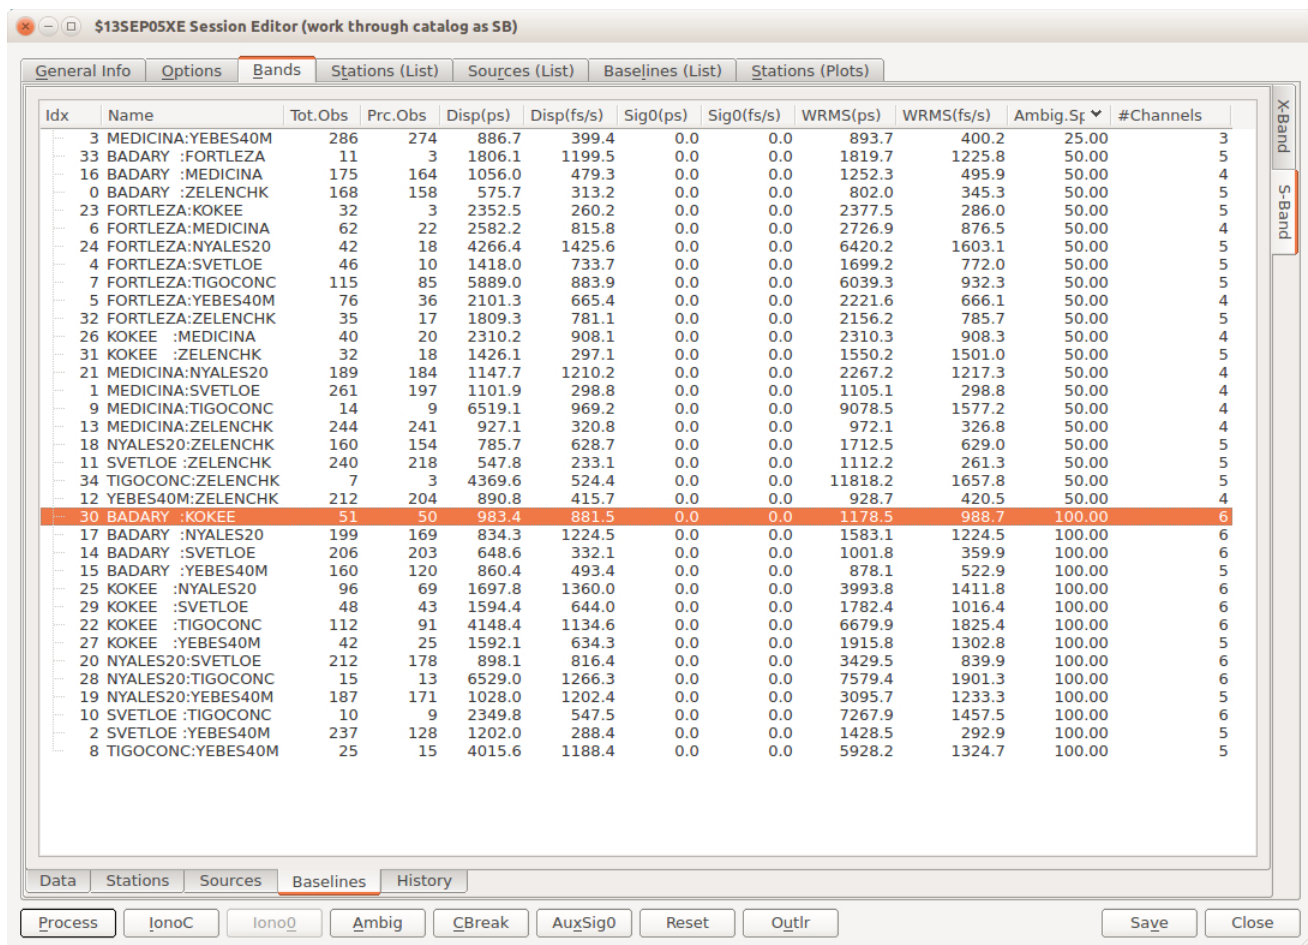 $13SEP05XE Session Editor (work through catalog as SB)
General Info Options Bands Stations (List) Sources (List) Baselines (List) Stations (Plots)
Idx Name Tot.Obs Prc.Obs Disp(ps) Disp(fs/s) Sig0(ps) Sig0(fs/s) WRMS(ps) WRMS(fs/s) Ambig.Sp #Channels
3 MEDICINA:YEBES40M 286 274 886.7 399.4 0.0 0.0 893.7 400.2 25.00 3
33 BADARY :FORTLEZA 11 3 1806.1 1199.5 0.0 0.0 1819.7 1225.8 50.00 5
16 BADARY :MEDICINA 175 164 1056.0 479.3 0.0 0.0 1252.3 495.9 50.00 4
0 BADARY :ZELENCHK 168 158 575.7 313.2 0.0 0.0 802.0 345.3 50.00 5
23 FORTLEZA:KOKEE 32 3 2352.5 260.2 0.0 0.0 2377.5 286.0 50.00 5
6 FORTLEZA:MEDICINA 62 22 2582.2 815.8 0.0 0.0 2726.9 876.5 50.00 4
24 FORTLEZA:NYALES20 42 18 4266.4 1425.6 0.0 0.0 6420.2 1603.1 50.00 5
4 FORTLEZA:SVETLOE 46 10 1418.0 733.7 0.0 0.0 1699.2 772.0 50.00 5
7 FORTLEZA:TIGOCONC 115 85 5889.0 883.9 0.0 0.0 6039.3 932.3 50.00 5
5 FORTLEZA:YEBES40M 76 36 2101.3 665.4 0.0 0.0 2221.6 666.1 50.00 4
32 FORTLEZA:ZELENCHK 35 17 1809.3 781.1 0.0 0.0 2156.2 785.7 50.00 5
26 KOKEE :MEDICINA 40 20 2310.2 908.1 0.0 0.0 2310.3 908.3 50.00 4
31 KOKEE :ZELENCHK 32 18 1426.1 297.1 0.0 0.0 1550.2 1501.0 50.00 5
21 MEDICINA:NYALES20 189 184 1147.7 1210.2 0.0 0.0 2267.2 1217.3 50.00 4
1 MEDICINA:SVETLOE 261 197 1101.9 298.8 0.0 0.0 1105.1 298.8 50.00 4
9 MEDICINA:TIGOCONC 14 9 6519.1 969.2 0.0 0.0 9078.5 1577.2 50.00 4
13 MEDICINA:ZELENCHK 244 241 927.1 320.8 0.0 0.0 972.1 326.8 50.00 4
18 NYALES20:ZELENCHK 160 154 785.7 628.7 0.0 0.0 1712.5 629.0 50.00 5
11 SVETLOE :ZELENCHK 240 218 547.8 233.1 0.0 0.0 1112.2 261.3 50.00 5
34 TIGOCONC:ZELENCHK 7 3 4369.6 524.4 0.0 0.0 11818.2 1657.8 50.00 5
12 YEBES40M:ZELENCHK 212 204 890.8 415.7 0.0 0.0 928.7 420.5 50.00 4
30 BADARY :KOKEE 51 50 983.4 881.5 0.0 0.0 1178.5 988.7 100.00 6
17 BADARY :NYALES20 199 169 834.3 1224.5 0.0 0.0 1583.1 1224.5 100.00 6
14 BADARY :SVETLOE 206 203 648.6 332.1 0.0 0.0 1001.8 359.9 100.00 6
15 BADARY :YEBES40M 160 120 860.4 493.4 0.0 0.0 878.1 522.9 100.00 5
25 KOKEE :NYALES20 96 69 1697.8 1360.0 0.0 0.0 3993.8 1411.8 100.00 6
29 KOKEE :SVETLOE 48 43 1594.4 644.0 0.0 0.0 1782.4 1016.4 100.00 6
22 KOKEE :TIGOCONC 112 91 4148.4 1134.6 0.0 0.0 6679.9 1825.4 100.00 6
27 KOKEE :YEBES40M 42 25 1592.1 634.3 0.0 0.0 1915.8 1302.8 100.00 5
20 NYALES20:SVETLOE 212 178 898.1 816.4 0.0 0.0 3429.5 839.9 100.00 6
28 NYALES20:TIGOCONC 15 13 6529.0 1266.3 0.0 0.0 7579.4 1901.3 100.00 6
19 NYALES20:YEBES40M 187 171 1028.0 1202.4 0.0 0.0 3095.7 1233.3 100.00 5
10 SVETLOE :TIGOCONC 10 9 2349.8 547.5 0.0 0.0 7267.9 1457.5 100.00 6
2 SVETLOE :YEBES40M 237 128 1202.0 288.4 0.0 0.0 1428.5 292.9 100.00 5
8 TIGOCONC:YEBES40M 25 15 4015.6 1188.4 0.0 0.0 5928.2 1324.7 100.00 5
X-Band
S-Band
Data Stations Sources Baselines History
Process IonoC Iono0 Ambig CBreak AuxSig0 Reset Outlr Save Close